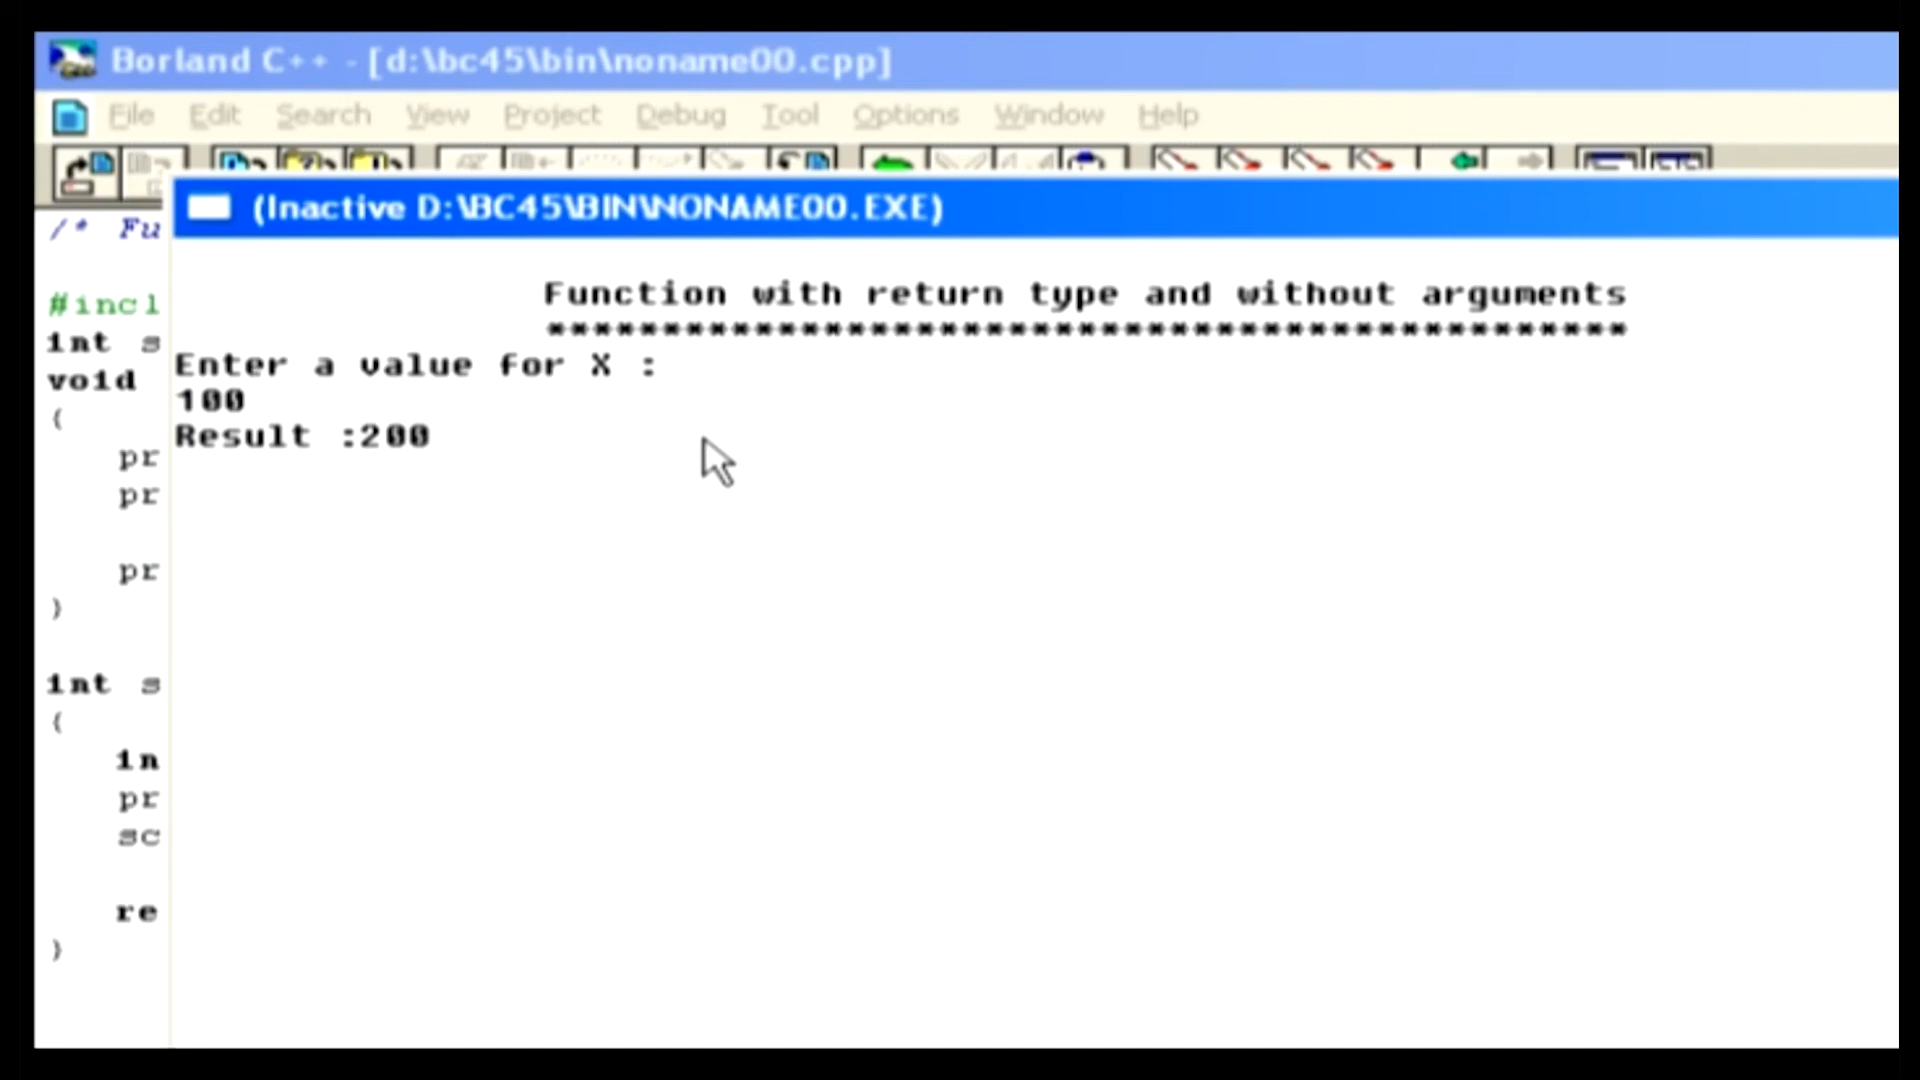 Borland C++ - [d:\bc45\bin\noname00.cpp]
File Edit Search View Project Debug Tool Options Window Help
(Inactive D:\BC45\BIN\NONAME00.EXE)
/* Fu
#incl
int s
void
{
pr
pr
pr
}
int s
{
in
pr
sc
re
}
Function with return type and without arguments
***********************************************
Enter a value for X :
100
Result :200